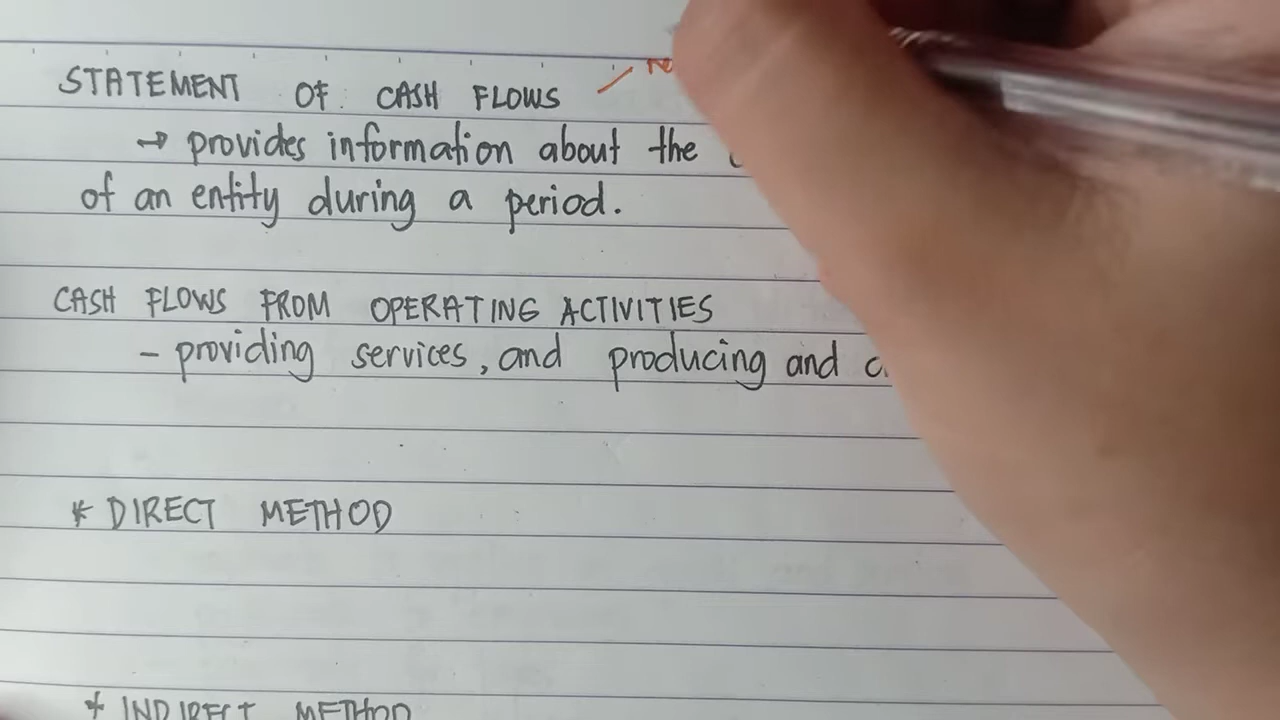 STATEMENT OF CASH FLOWS
→ provides information about the
of an entity during a period.
CASH FLOWS FROM OPERATING ACTIVITIES
- providing services, and producing and
* DIRECT METHOD
* INDIRECT METHOD